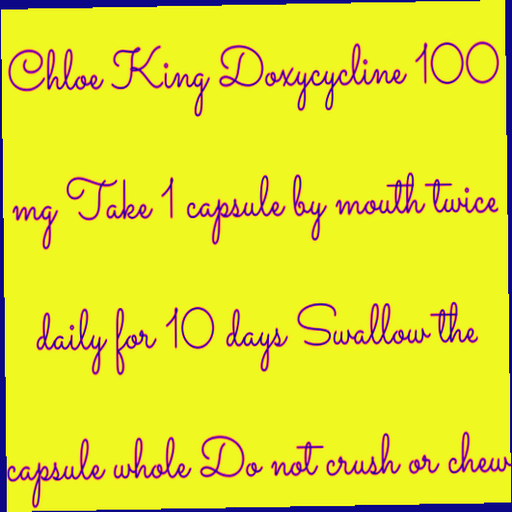 Chloe King Doxycycline 100
mg Take 1 capsule by mouth twice
daily for 10 days Swallow the
capsule whole Do not crush or chew